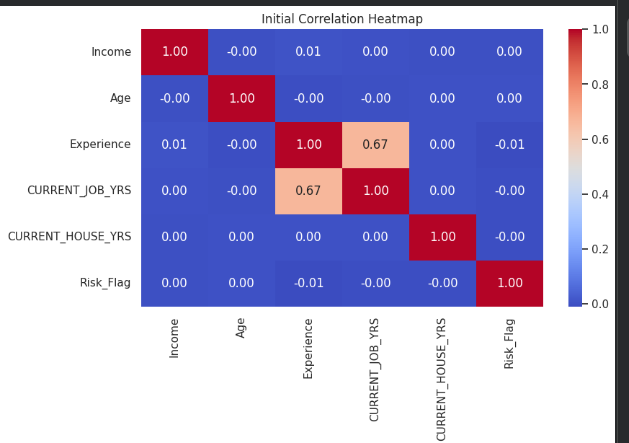 Initial Correlation Heatmap
Income 1.00 -0.00 0.01 0.00 0.00 0.00
Age -0.00 1.00 -0.00 -0.00 0.00 0.00
Experience 0.01 -0.00 1.00 0.67 0.00 -0.01
CURRENT_JOB_YRS 0.00 -0.00 0.67 1.00 0.00 -0.00
CURRENT_HOUSE_YRS 0.00 0.00 0.00 0.00 1.00 -0.00
Risk_Flag 0.00 0.00 -0.01 -0.00 -0.00 1.00
Income
Age
Experience
CURRENT_JOB_YRS
CURRENT_HOUSE_YRS
Risk_Flag
1.0
0.8
0.6
0.4
0.2
0.0